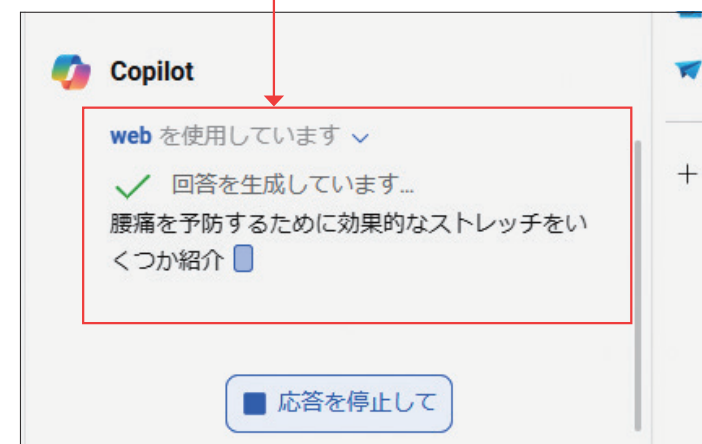 Copilot
web を使用しています
回答を生成しています...
腰痛を予防するために効果的なストレッチをい
くつか紹介
応答を停止して